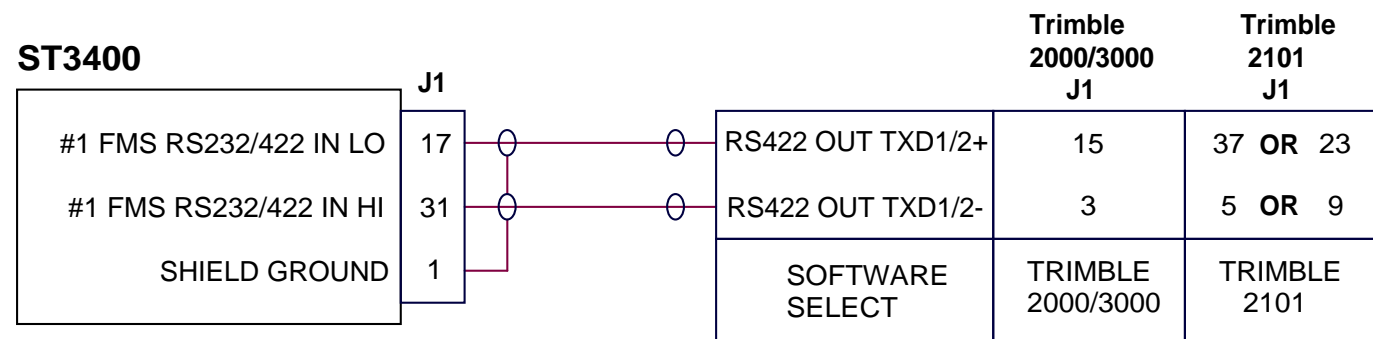 Trimble 2000/3000 J1
Trimble 2101 J1
ST3400
J1
#1 FMS RS232/422 IN LO 17 RS422 OUT TXD1/2+ 15 37 OR 23
#1 FMS RS232/422 IN HI 31 RS422 OUT TXD1/2- 3 5 OR 9
SHIELD GROUND 1
SOFTWARE SELECT
TRIMBLE 2000/3000
TRIMBLE 2101